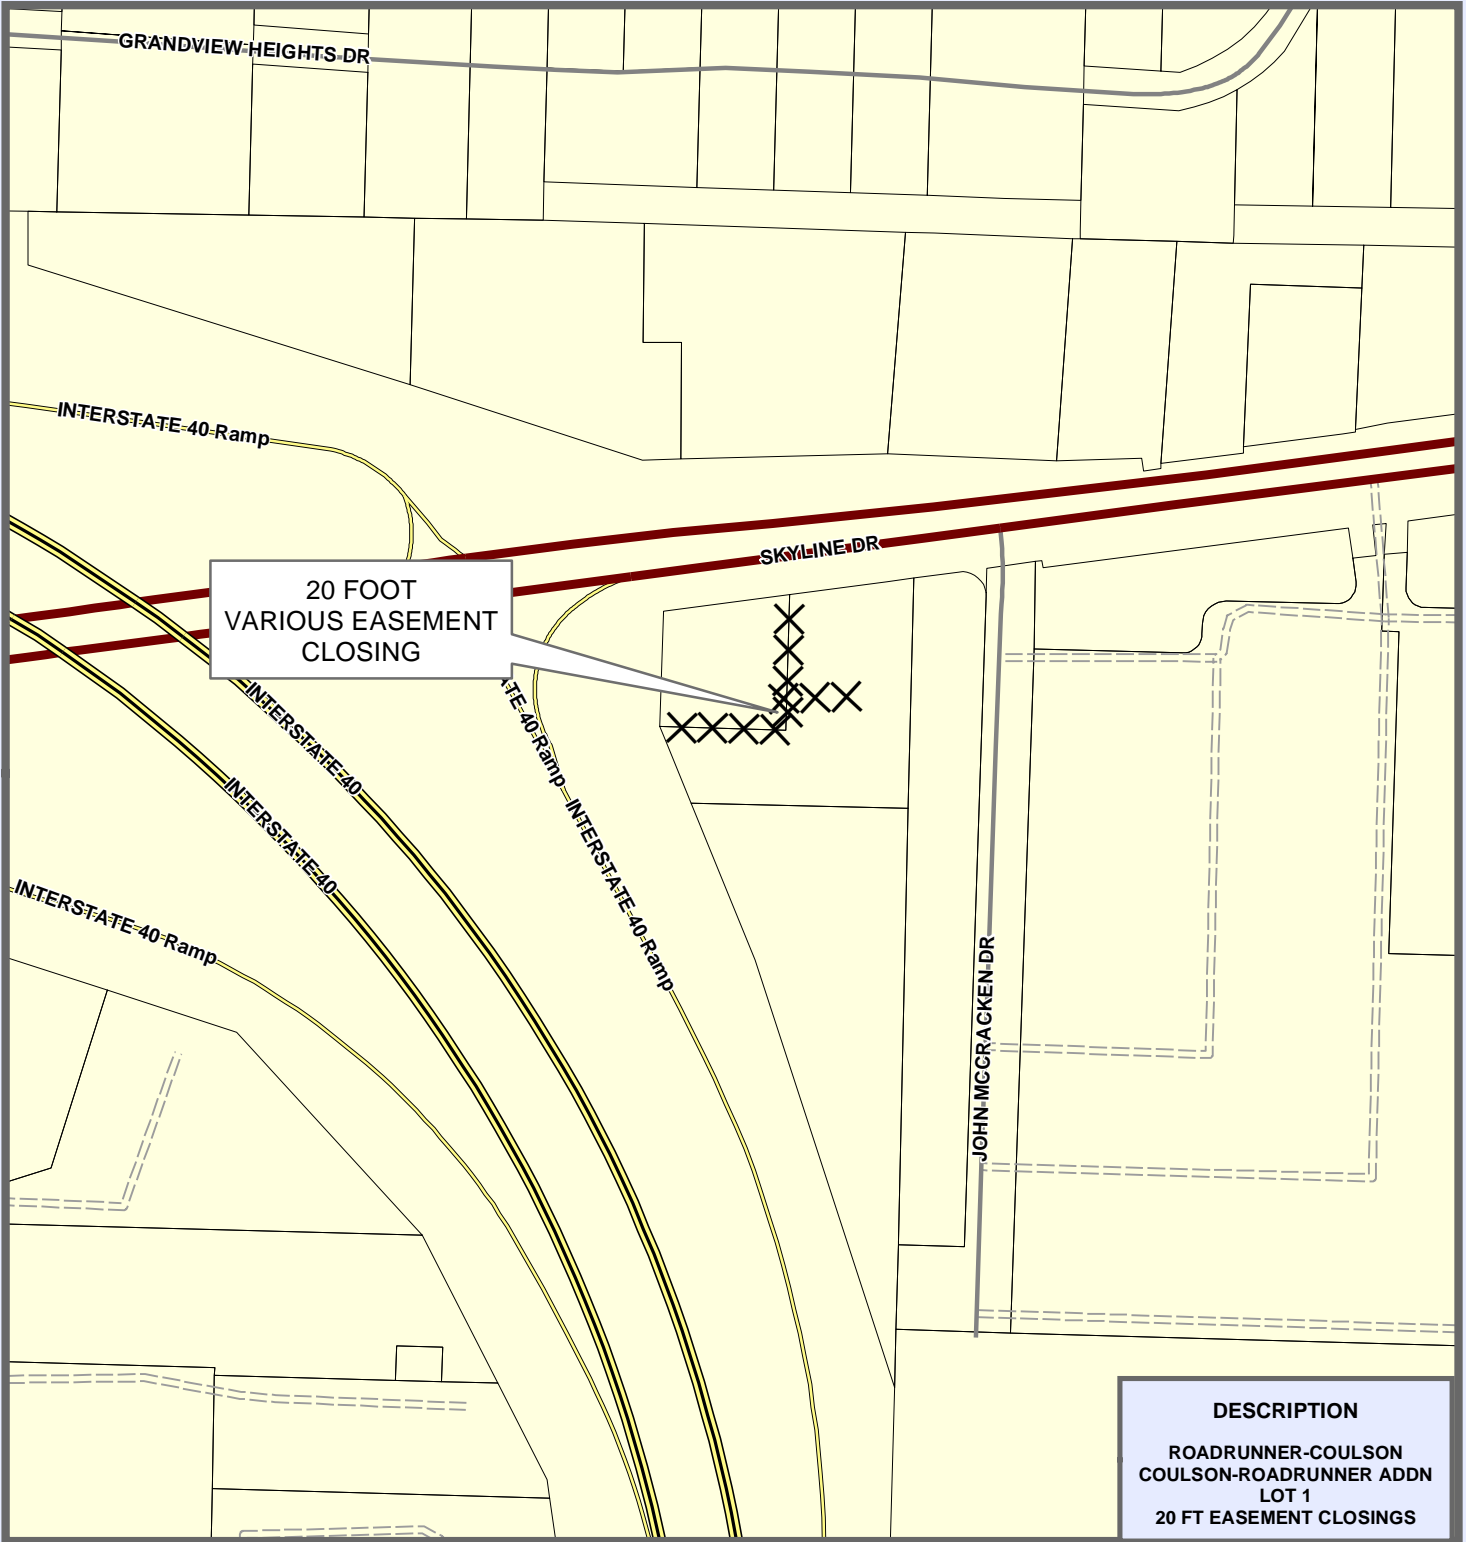 GRANDVIEW HEIGHTS DR
INTERSTATE 40 Ramp
SKYLINE DR
20 FOOT
VARIOUS EASEMENT
CLOSING
INTERSTATE 40
TE 40 Ramp
INTERSTATE 40
INTERSTATE 40 Ramp
INTERSTATE 40 Ramp
JOHN MCCRACKEN DR
DESCRIPTION
ROADRUNNER-COULSON
COULSON-ROADRUNNER ADDN
LOT 1
20 FT EASEMENT CLOSINGS